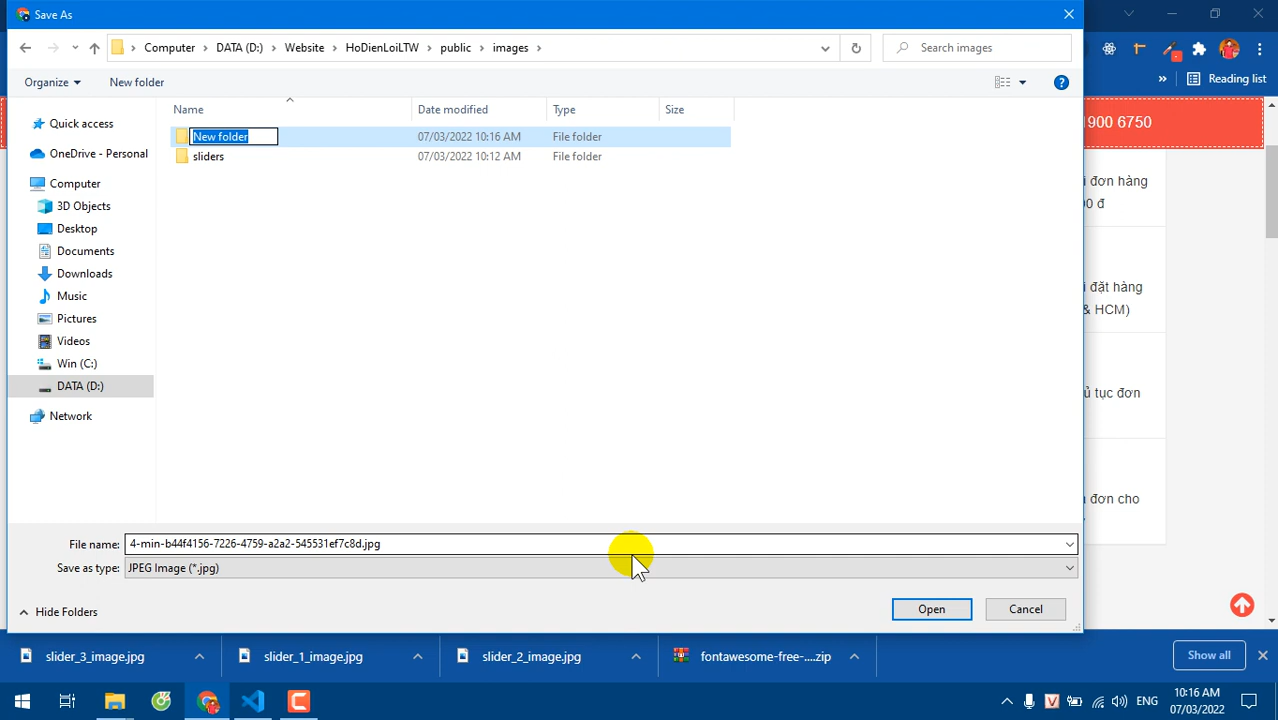 Save As
Computer DATA (D:) Website HoDienLoiLTW public images
Search images
Organize
New folder
Reading list
1900 6750
Name Date modified Type Size
New folder 07/03/2022 10:16 AM File folder
sliders 07/03/2022 10:12 AM File folder
Quick access
OneDrive - Personal
Computer
3D Objects
Desktop
Documents
Downloads
Music
Pictures
Videos
Win (C:)
DATA (D:)
Network
đơn hàng
đ
đặt hàng
& HCM)
tục đơn
đơn cho
File name: 4-min-b44f4156-7226-4759-a2a2-545531ef7c8d.jpg
Save as type: JPEG Image (*.jpg)
Hide Folders
Open
Cancel
slider_3_image.jpg
slider_1_image.jpg
slider_2_image.jpg
fontawesome-free-....zip
Show all
ENG
10:16 AM
07/03/2022